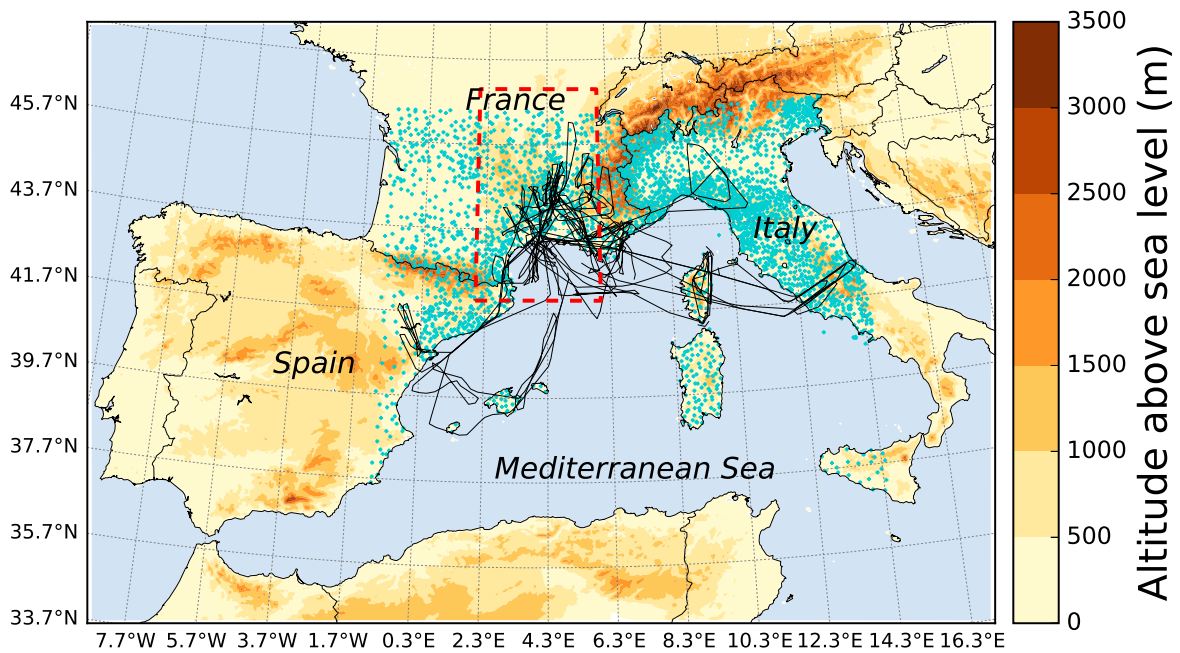 France
Italy
Spain
Mediterranean Sea
45.7°N
43.7°N
41.7°N
39.7°N
37.7°N
35.7°N
33.7°N
7.7°W 5.7°W 3.7°W 1.7°W 0.3°E 2.3°E 4.3°E 6.3°E 8.3°E 10.3°E 12.3°E 14.3°E 16.3°E
3500
3000
2500
2000
1500
1000
500
0
Altitude above sea level (m)